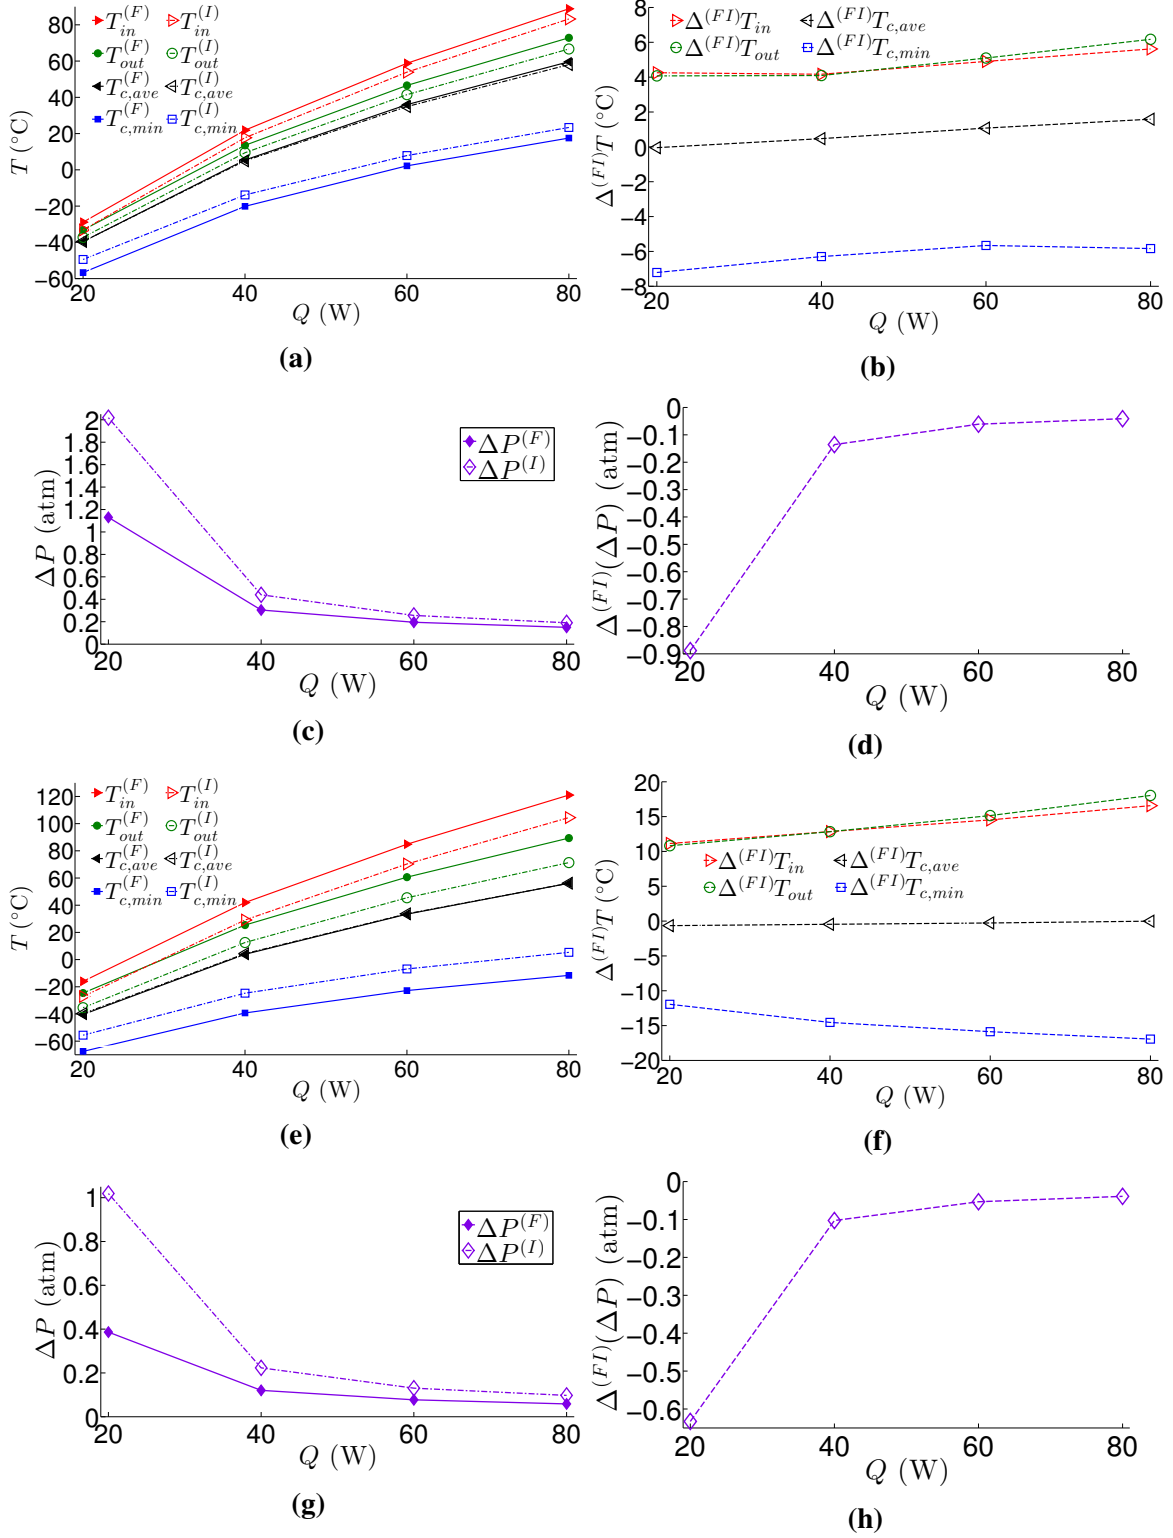 T (°C)
80
60
40
20
0
−20
−40
−60
20 40 60 80
Q (W)
T_in^(F) T_in^(I)
T_out^(F) T_out^(I)
T_c,ave^(F) T_c,ave^(I)
T_c,min^(F) T_c,min^(I)
(a)
Δ^(FI)T (°C)
8
6
4
2
0
−2
−4
−6
−8
20 40 60 80
Q (W)
Δ^(FI)T_in Δ^(FI)T_c,ave
Δ^(FI)T_out Δ^(FI)T_c,min
(b)
ΔP (atm)
2
1.8
1.6
1.4
1.2
1
0.8
0.6
0.4
0.2
0
20 40 60 80
Q (W)
ΔP^(F)
ΔP^(I)
(c)
Δ^(FI)(ΔP) (atm)
0
−0.1
−0.2
−0.3
−0.4
−0.5
−0.6
−0.7
−0.8
−0.9
20 40 60 80
Q (W)
(d)
T (°C)
120
100
80
60
40
20
0
−20
−40
−60
20 40 60 80
Q (W)
T_in^(F) T_in^(I)
T_out^(F) T_out^(I)
T_c,ave^(F) T_c,ave^(I)
T_c,min^(F) T_c,min^(I)
(e)
Δ^(FI)T (°C)
20
15
10
5
0
−5
−10
−15
−20
20 40 60 80
Q (W)
Δ^(FI)T_in Δ^(FI)T_c,ave
Δ^(FI)T_out Δ^(FI)T_c,min
(f)
ΔP (atm)
1
0.8
0.6
0.4
0.2
0
20 40 60 80
Q (W)
ΔP^(F)
ΔP^(I)
(g)
Δ^(FI)(ΔP) (atm)
0
−0.1
−0.2
−0.3
−0.4
−0.5
−0.6
20 40 60 80
Q (W)
(h)